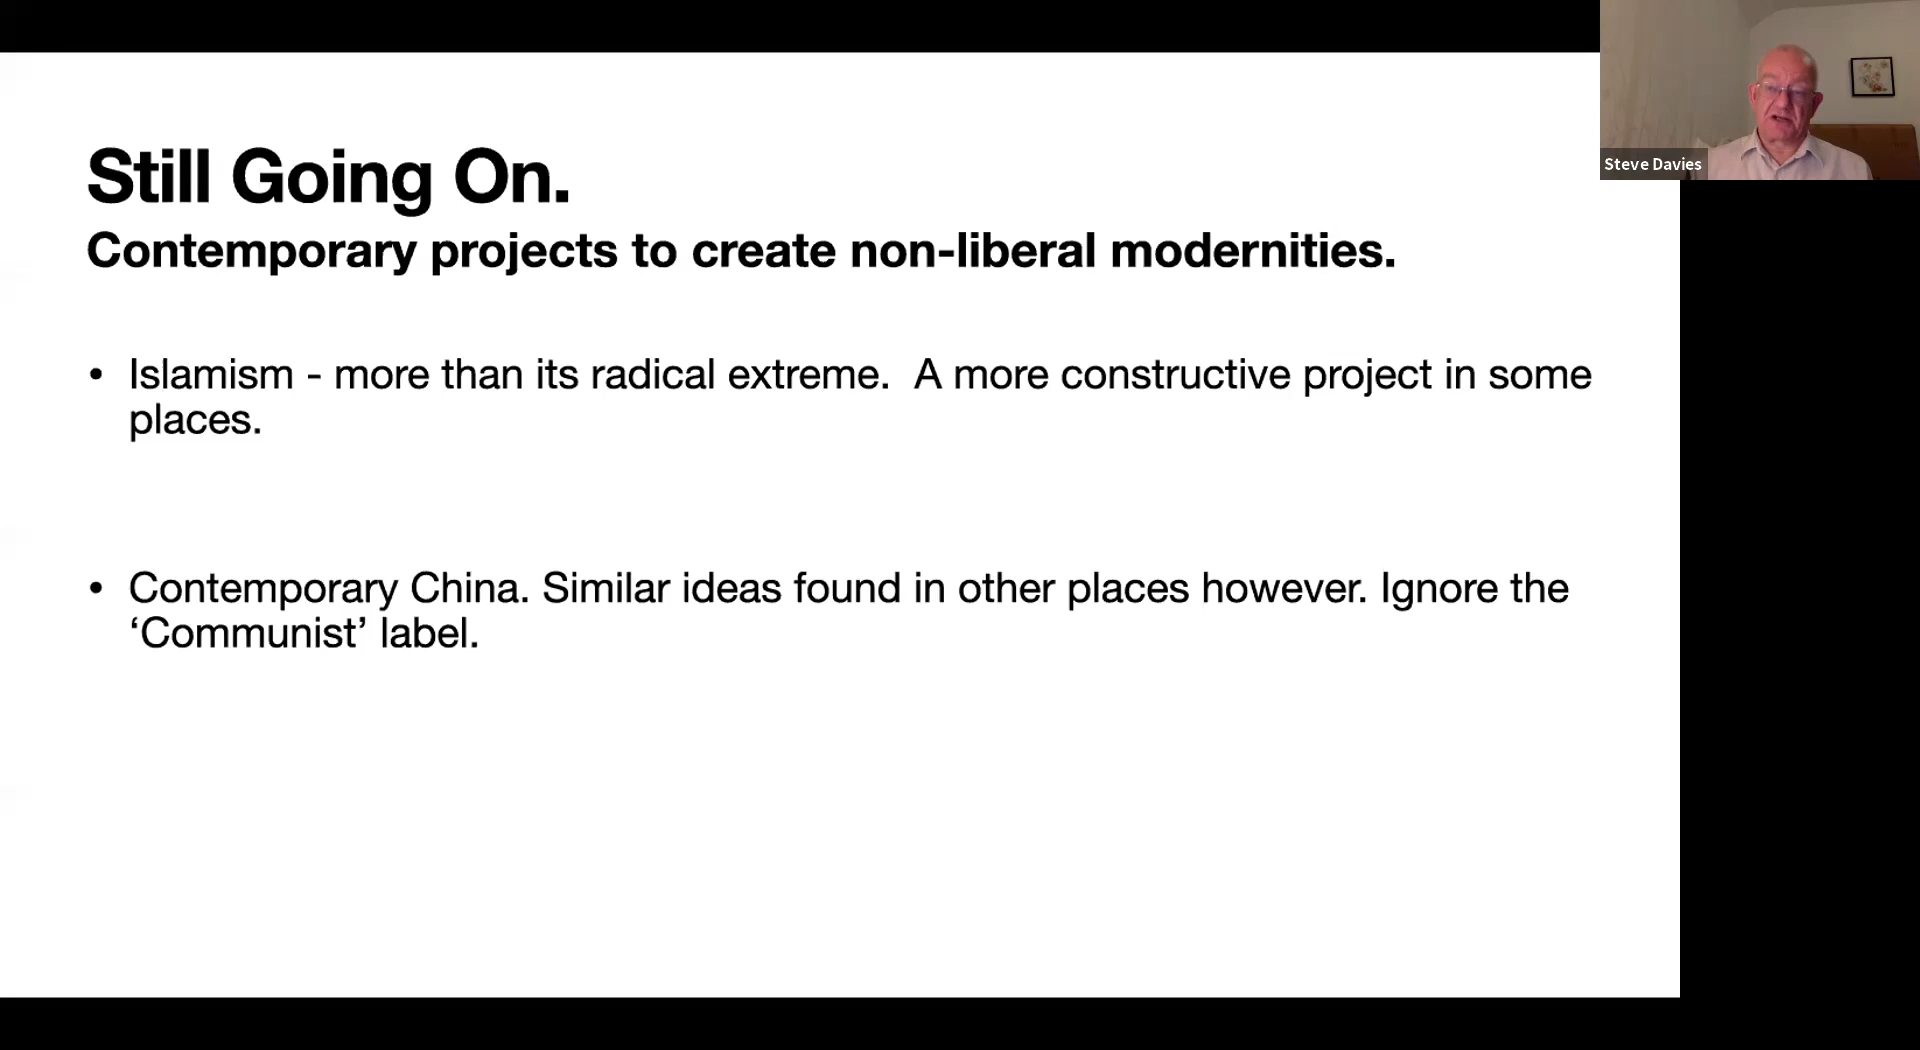 Still Going On.
Contemporary projects to create non-liberal modernities.
• Islamism - more than its radical extreme.  A more constructive project in some
places.
• Contemporary China. Similar ideas found in other places however. Ignore the
‘Communist’ label.
Steve Davies